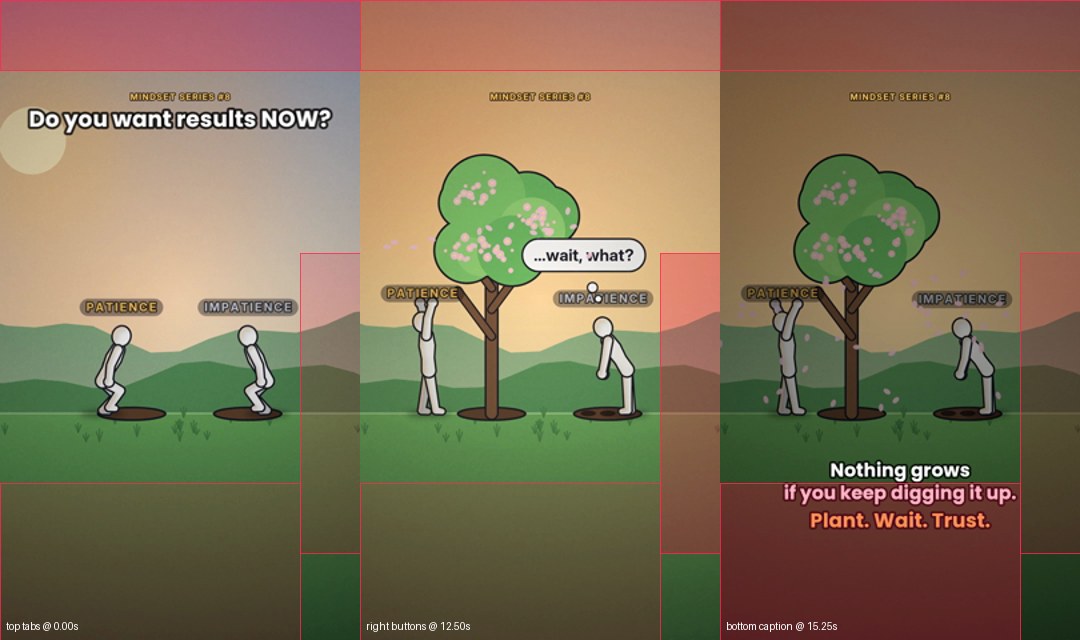 MINDSET SERIES #8
Do you want results NOW?
PATIENCE
IMPATIENCE
top tabs @ 0.00s
MINDSET SERIES #8
...wait, what?
PATIENCE
IMPATIENCE
right buttons @ 12.50s
MINDSET SERIES #8
PATIENCE
IMPATIENCE
Nothing grows
if you keep digging it up.
Plant. Wait. Trust.
bottom caption @ 15.25s